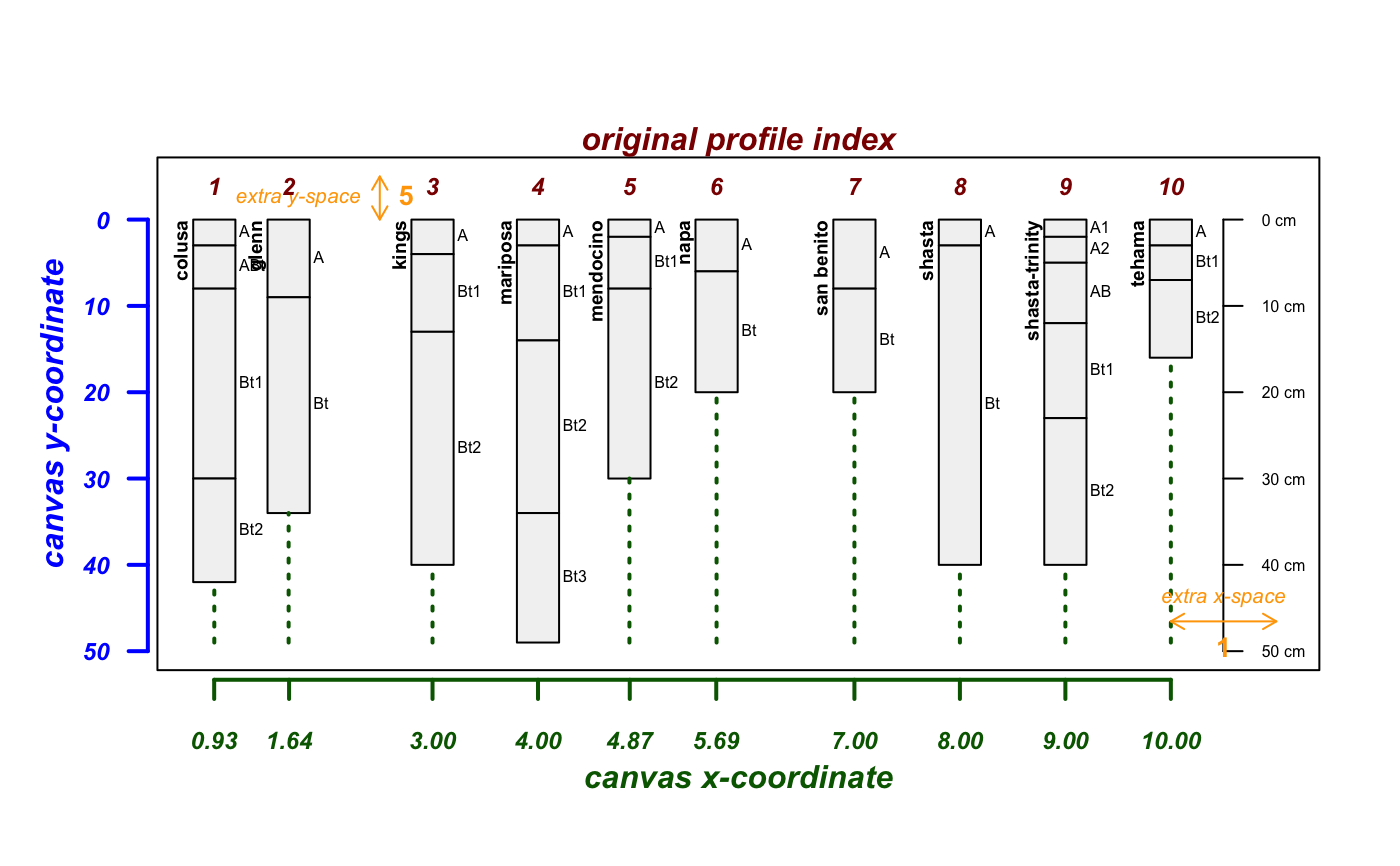 original profile index
1 2 3 4 5 6 7 8 9 10
extra y-space 5
canvas y-coordinate
0
10
20
30
40
50
colusa
A
Bt1
Bt2
glenn
A
Bt
kings
A
Bt1
Bt2
mariposa
A
Bt1
Bt2
Bt3
mendocino
A
Bt1
Bt2
napa
A
Bt
san benito
A
Bt
shasta
A
Bt
shasta-trinity
A1
A2
AB
Bt1
Bt2
tehama
A
Bt1
Bt2
0 cm
10 cm
20 cm
30 cm
40 cm
50 cm
extra x-space
1
0.93 1.64 3.00 4.00 4.87 5.69 7.00 8.00 9.00 10.00
canvas x-coordinate